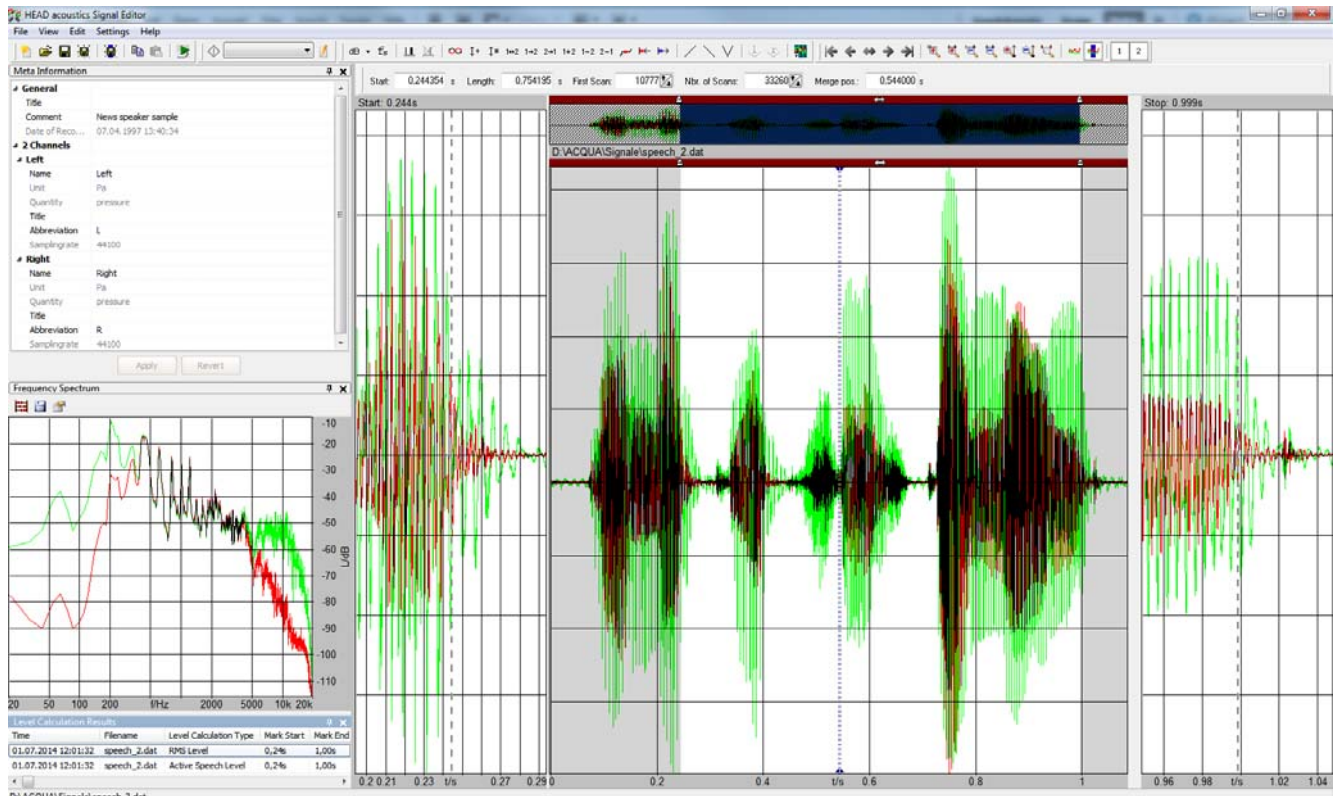 HEAD acoustics Signal Editor
File View Edit Settings Help
dB
1 2
Meta Information
Start: 0.244354 s Length: 0.754195 s First Scan: 10777 Nbr. of Scans: 33260 Merge pos.: 0.544000 s
General
Title
Comment News speaker sample
Date of Reco... 07.04.1997 13:40:34
2 Channels
Left
Name Left
Unit Pa
Quantity pressure
Title
Abbreviation L
Samplingrate 44100
Right
Name Right
Unit Pa
Quantity pressure
Title
Abbreviation R
Samplingrate 44100
Apply Revert
Start: 0.244s
D:\ACQUA\Signale\speech_2.dat
Stop: 0.999s
Frequency Spectrum
-10
-20
-30
-40
-50
-60
L/dB
-70
-80
-90
-100
-110
20 50 100 200 f/Hz 2000 5000 10k 20k
Level Calculation Results
Time Filename Level Calculation Type Mark Start Mark End
01.07.2014 12:01:32 speech_2.dat RMS Level 0,24s 1,00s
01.07.2014 12:01:32 speech_2.dat Active Speech Level 0,24s 1,00s
0.2 0.21 0.23 t/s 0.27 0.29
0 0.2 0.4 t/s 0.6 0.8 1
0.96 0.98 t/s 1.02 1.04